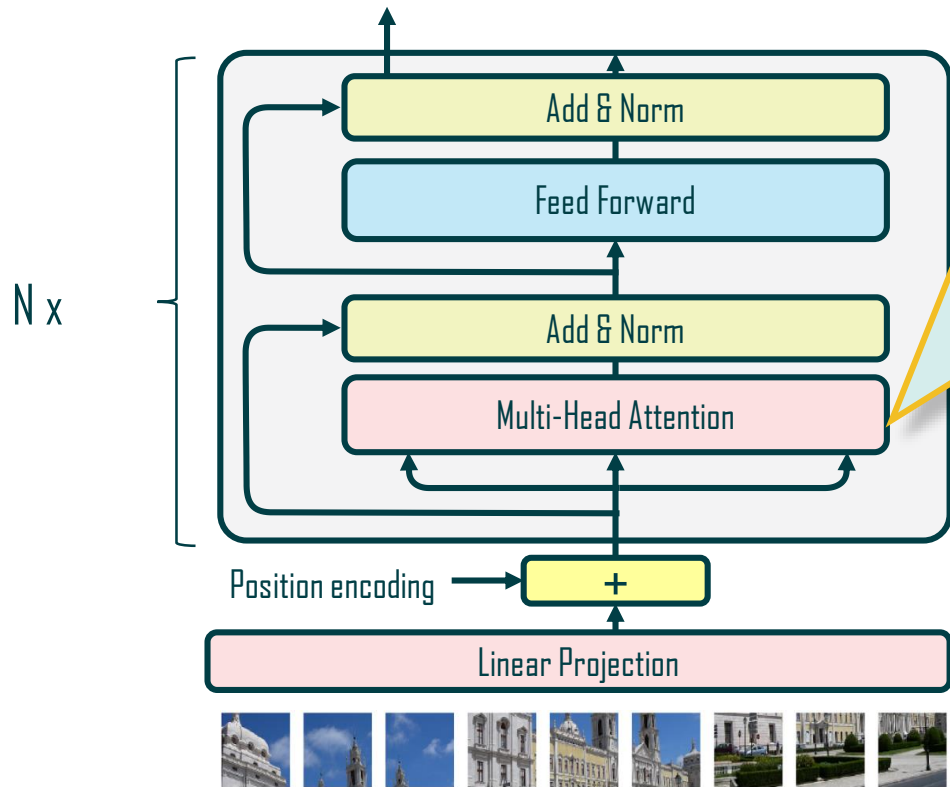 Add & Norm
Feed Forward
N x
Add & Norm
Multi-Head Attention
Position encoding
+
Linear Projection